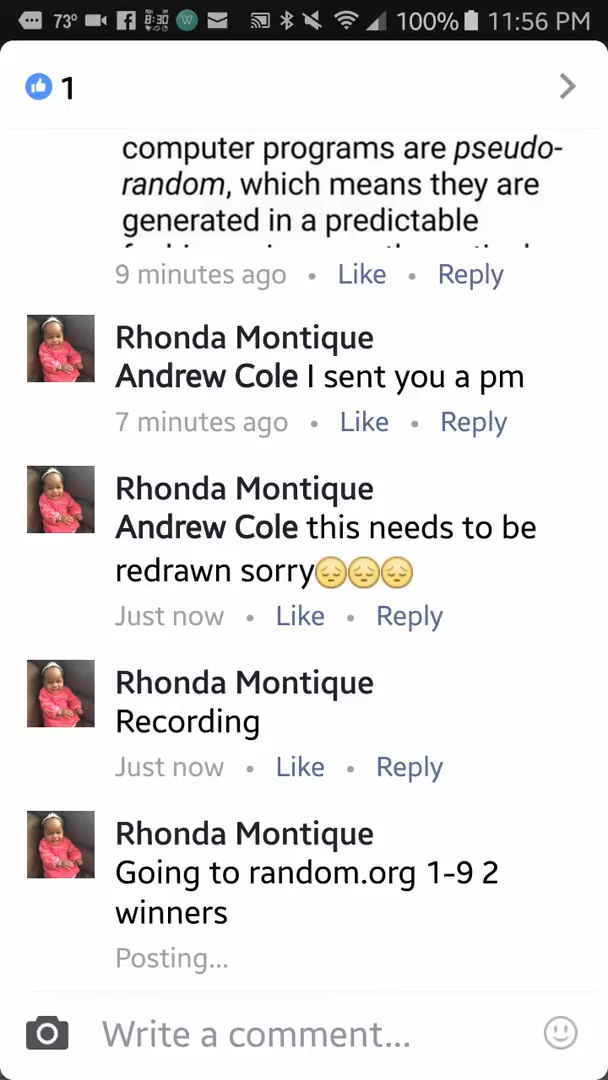 73° 8:30 W 100% 11:56 PM
1
computer programs are pseudo-
random, which means they are
generated in a predictable
9 minutes ago • Like • Reply
Rhonda Montique
Andrew Cole I sent you a pm
7 minutes ago • Like • Reply
Rhonda Montique
Andrew Cole this needs to be
redrawn sorry😔😔😔
Just now • Like • Reply
Rhonda Montique
Recording
Just now • Like • Reply
Rhonda Montique
Going to random.org 1-9 2
winners
Posting...
Write a comment...